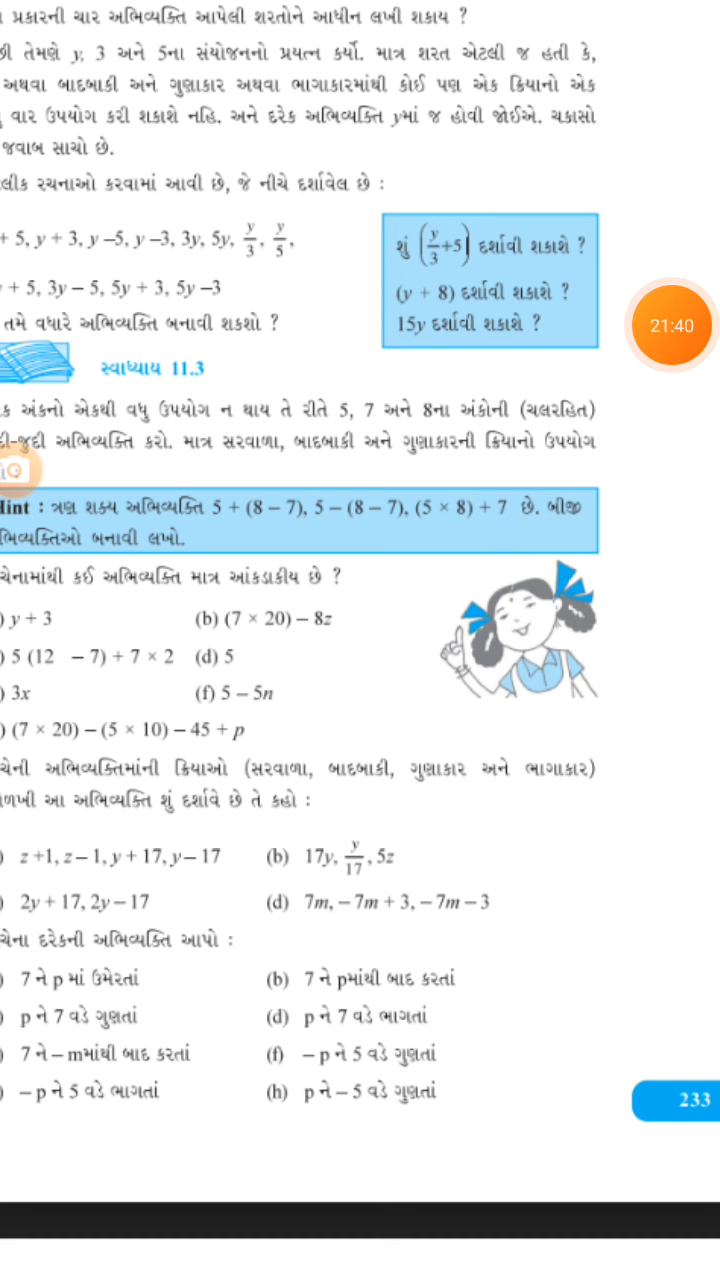 પ્રકારની ચાર અભિવ્યક્તિ આપેલી શરતોને આધીન લખી શકાય ?
તેમણે y, 3 અને 5ના સંયોજનનો પ્રયત્ન કર્યો. માત્ર શરત એટલી જ હતી કે,
અથવા બાદબાકી અને ગુણાકાર અથવા ભાગાકારમાંથી કોઈ પણ એક ક્રિયાનો એક
વાર ઉપયોગ કરી શકાશે નહિ. અને દરેક અભિવ્યક્તિ yમાં જ હોવી જોઈએ. ચકાસો
જવાબ સાચો છે.
રચનાઓ કરવામાં આવી છે, જે નીચે દર્શાવેલ છે :
+ 5, y + 3, y –5, y –3, 3y, 5y, y/3, y/5,
+ 5, 3y – 5, 5y + 3, 5y –3
તમે વધારે અભિવ્યક્તિ બનાવી શકશો ?
શું (y/3+5) દર્શાવી શકાશે ?
(y + 8) દર્શાવી શકાશે ?
15y દર્શાવી શકાશે ?
21:40
સ્વાધ્યાય 11.3
અંકનો એકથી વધુ ઉપયોગ ન થાય તે રીતે 5, 7 અને 8ના અંકોની (ચલરહિત)
અભિવ્યક્તિ કરો. માત્ર સરવાળા, બાદબાકી અને ગુણાકારની ક્રિયાનો ઉપયોગ
Hint : ત્રણ શક્ય અભિવ્યક્તિ 5 + (8 – 7), 5 – (8 – 7), (5 × 8) + 7 છે. બીજી
બનાવી લખો.
કઈ અભિવ્યક્તિ માત્ર આંકડાકીય છે ?
) y + 3 (b) (7 × 20) – 8z
) 5 (12 – 7) + 7 × 2 (d) 5
) 3x (f) 5 – 5n
) (7 × 20) – (5 × 10) – 45 + p
અભિવ્યક્તિમાંની ક્રિયાઓ (સરવાળા, બાદબાકી, ગુણાકાર અને ભાગાકાર)
આ અભિવ્યક્તિ શું દર્શાવે છે તે કહો :
) z +1, z – 1, y + 17, y – 17 (b) 17y, y/17, 5z
) 2y + 17, 2y – 17 (d) 7m, – 7m + 3, – 7m – 3
દરેકની અભિવ્યક્તિ આપો :
) 7 ને p માં ઉમેરતાં (b) 7 ને pમાંથી બાદ કરતાં
) p ને 7 વડે ગુણતાં (d) p ને 7 વડે ભાગતાં
) 7 ને – mમાંથી બાદ કરતાં (f) – p ને 5 વડે ગુણતાં
) – p ને 5 વડે ભાગતાં (h) p ને – 5 વડે ગુણતાં
233